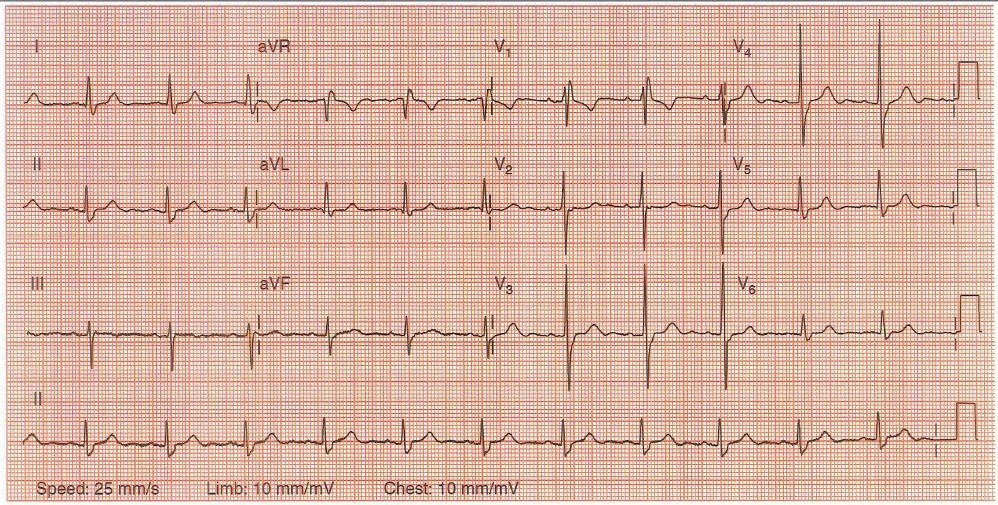 I aVR V1 V4
II aVL V2 V5
III aVF V3 V6
II
Speed: 25 mm/s Limb: 10 mm/mV Chest: 10 mm/mV